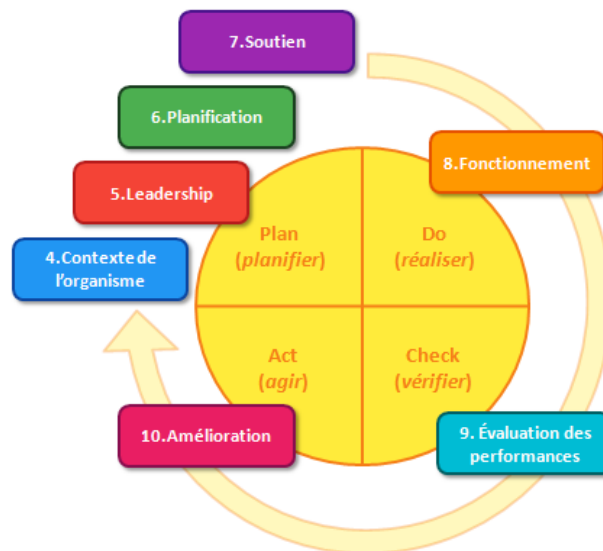 7.Soutien
6.Planification
8.Fonctionnement
5.Leadership
Plan
(planifier)
Do
(réaliser)
4.Contexte de
l'organisme
Act
(agir)
Check
(vérifier)
10.Amélioration
9. Évaluation des
performances